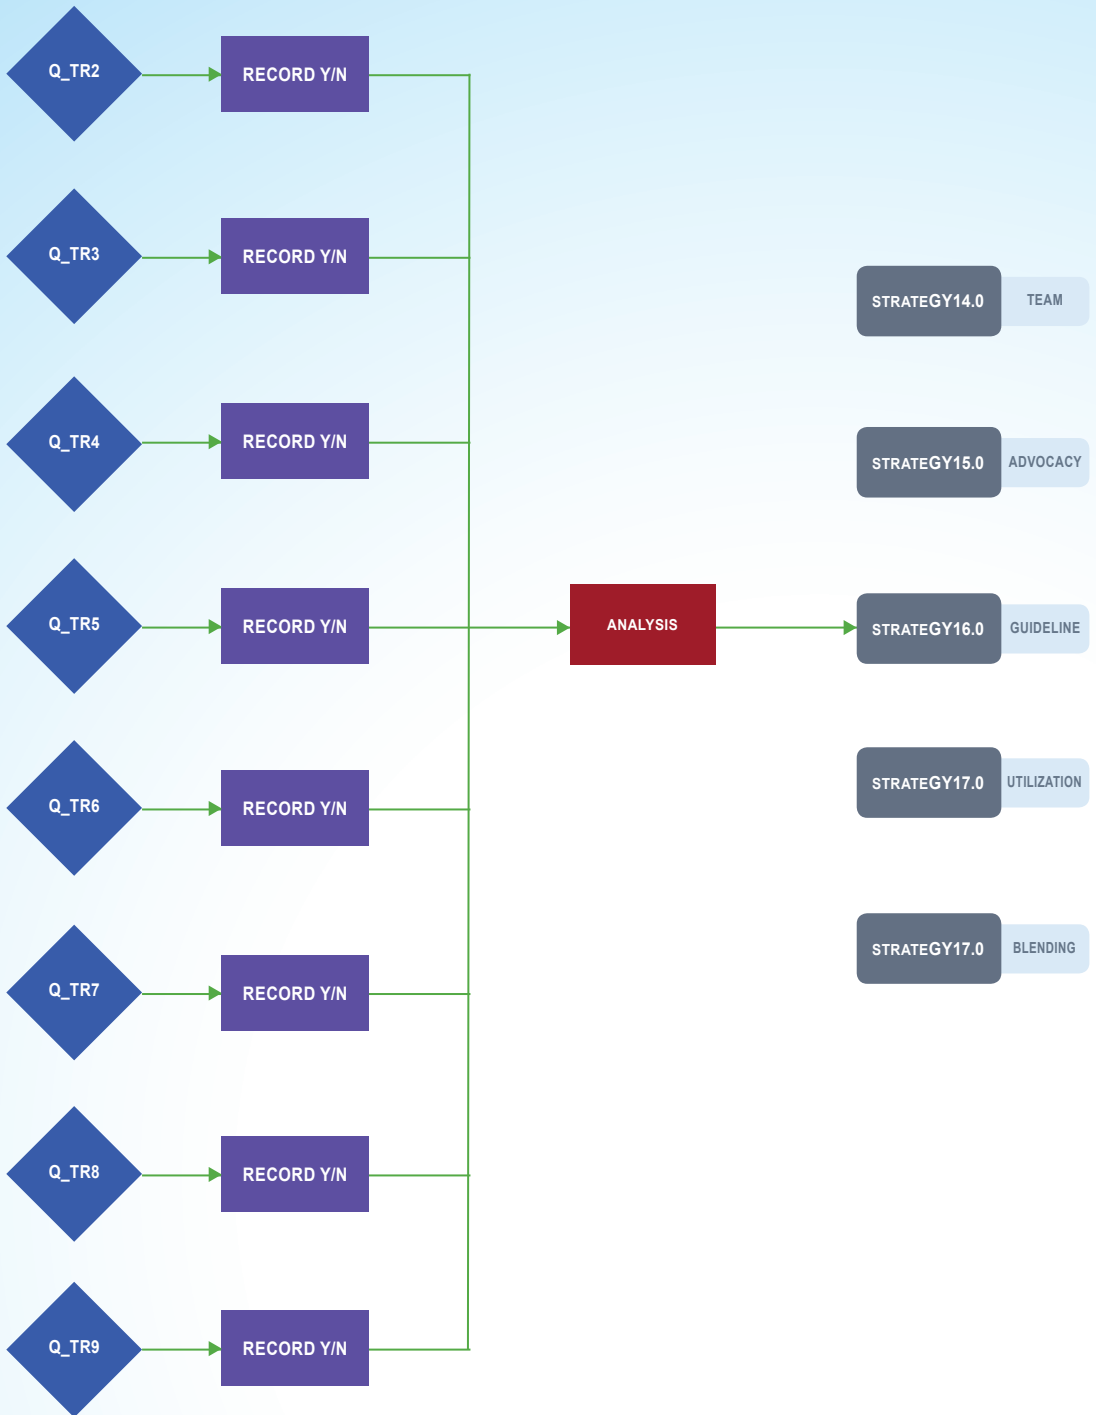 Q_TR2
RECORD Y/N
Q_TR3
RECORD Y/N
STRATEGY14.0
TEAM
Q_TR4
RECORD Y/N
STRATEGY15.0
ADVOCACY
Q_TR5
RECORD Y/N
ANALYSIS
STRATEGY16.0
GUIDELINE
Q_TR6
RECORD Y/N
STRATEGY17.0
UTILIZATION
Q_TR7
RECORD Y/N
STRATEGY17.0
BLENDING
Q_TR8
RECORD Y/N
Q_TR9
RECORD Y/N